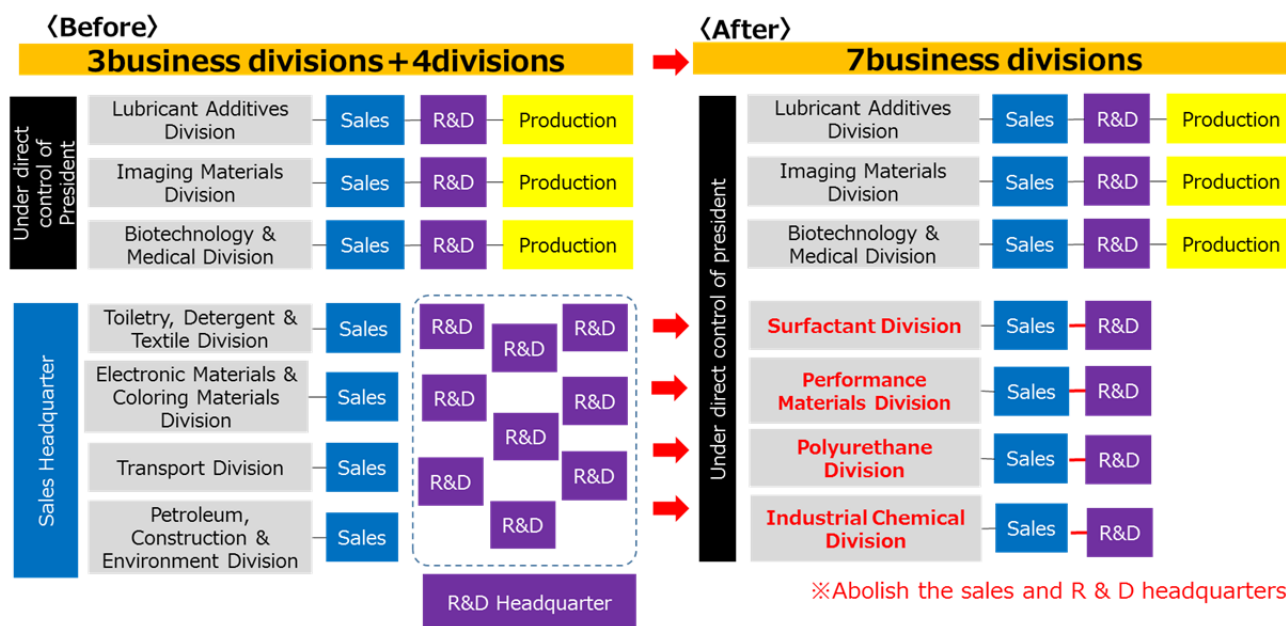 〈Before〉
3business divisions＋4divisions
Under direct
control of
President
Lubricant Additives
Division
Sales
R&D
Production
Imaging Materials
Division
Sales
R&D
Production
Biotechnology &
Medical Division
Sales
R&D
Production
Sales Headquarter
Toiletry, Detergent &
Textile Division
Sales
Electronic Materials &
Coloring Materials
Division
Sales
Transport Division
Sales
Petroleum,
Construction &
Environment Division
Sales
R&D
R&D
R&D
R&D
R&D
R&D
R&D
R&D
R&D
R&D Headquarter
〈After〉
7business divisions
Under direct control of president
Lubricant Additives
Division
Sales
R&D
Production
Imaging Materials
Division
Sales
R&D
Production
Biotechnology &
Medical Division
Sales
R&D
Production
Surfactant Division
Sales
R&D
Performance
Materials Division
Sales
R&D
Polyurethane
Division
Sales
R&D
Industrial Chemical
Division
Sales
R&D
※Abolish the sales and R & D headquarters